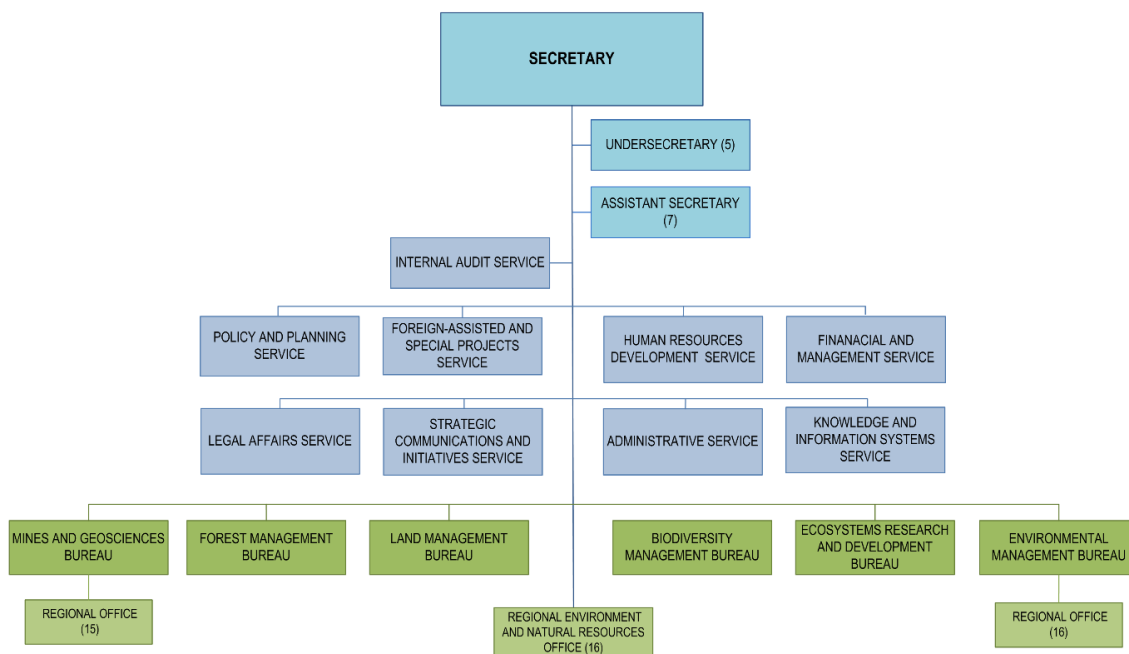 SECRETARY
UNDERSECRETARY (5)
ASSISTANT SECRETARY
(7)
INTERNAL AUDIT SERVICE
POLICY AND PLANNING
SERVICE
FOREIGN-ASSISTED AND
SPECIAL PROJECTS
SERVICE
HUMAN RESOURCES
DEVELOPMENT SERVICE
FINANACIAL AND
MANAGEMENT SERVICE
LEGAL AFFAIRS SERVICE
STRATEGIC
COMMUNICATIONS AND
INITIATIVES SERVICE
ADMINISTRATIVE SERVICE
KNOWLEDGE AND
INFORMATION SYSTEMS
SERVICE
MINES AND GEOSCIENCES
BUREAU
FOREST MANAGEMENT
BUREAU
LAND MANAGEMENT
BUREAU
BIODIVERSITY
MANAGEMENT BUREAU
ECOSYSTEMS RESEARCH
AND DEVELOPMENT
BUREAU
ENVIRONMENTAL
MANAGEMENT BUREAU
REGIONAL OFFICE
(15)
REGIONAL ENVIRONMENT
AND NATURAL RESOURCES
OFFICE (16)
REGIONAL OFFICE
(16)